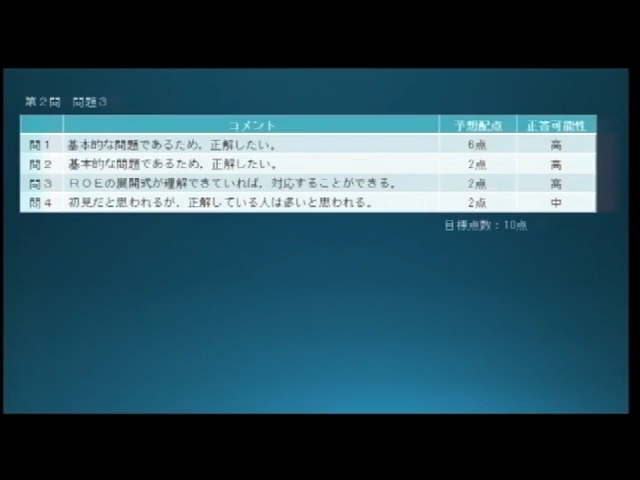 第2問 問題3
コメント 予想配点 正答可能性
問1 基本的な問題であるため，正解したい。 6点 高
問2 基本的な問題であるため，正解したい。 2点 高
問3 ROEの展開式が理解できていれば，対応することができる。 2点 高
問4 初見だと思われるが，正解している人は多いと思われる。 2点 中
目標点数：10点